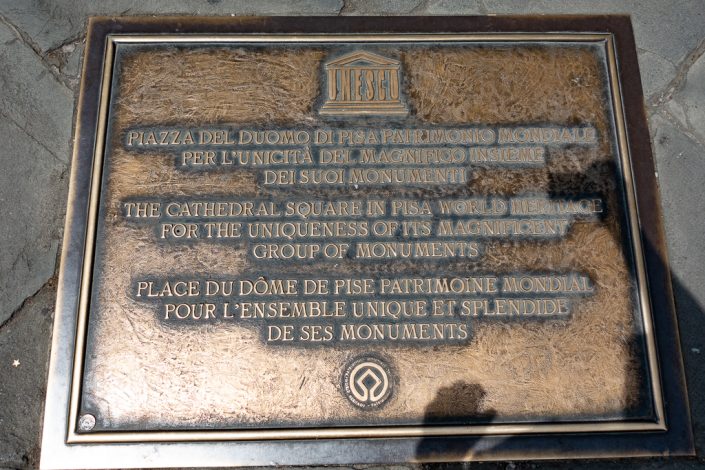 UNESCO
PIAZZA DEL DUOMO DI PISA PATRIMONIO MONDIALE
PER L'UNICITÀ DEL MAGNIFICO INSIEME
DEI SUOI MONUMENTI
THE CATHEDRAL SQUARE IN PISA WORLD HERITAGE
FOR THE UNIQUENESS OF ITS MAGNIFICENT
GROUP OF MONUMENTS
PLACE DU DÔME DE PISE PATRIMOINE MONDIAL
POUR L'ENSEMBLE UNIQUE ET SPLENDIDE
DE SES MONUMENTS